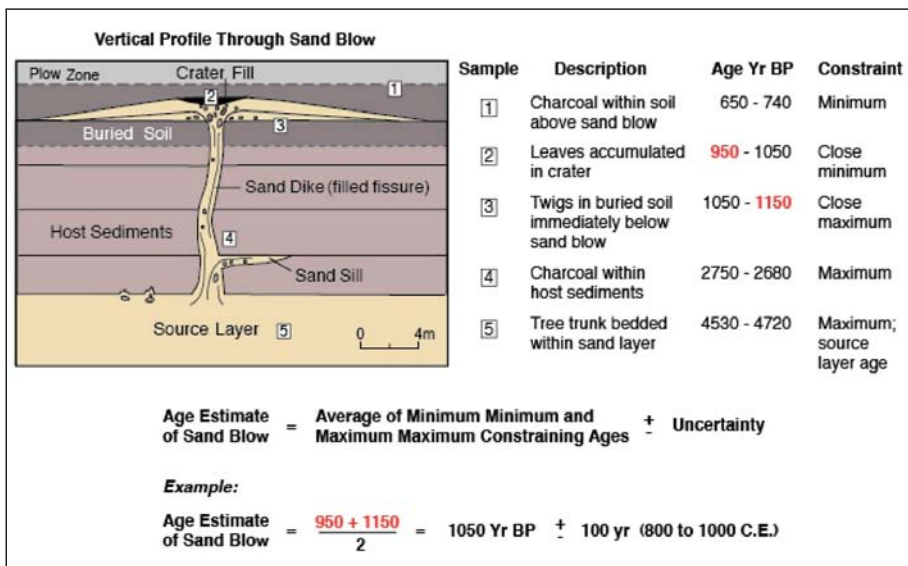 Vertical Profile Through Sand Blow
Plow Zone
Crater Fill
1
2
3
Buried Soil
Sand Dike (filled fissure)
Host Sediments
4
Sand Sill
Source Layer 5
0 4m
Sample Description Age Yr BP Constraint
1 Charcoal within soil 650 - 740 Minimum
above sand blow
2 Leaves accumulated 950 - 1050 Close
in crater minimum
3 Twigs in buried soil 1050 - 1150 Close
immediately below maximum
sand blow
4 Charcoal within 2750 - 2680 Maximum
host sediments
5 Tree trunk bedded 4530 - 4720 Maximum;
within sand layer source
layer age
Age Estimate
of Sand Blow = Average of Minimum Minimum and
Maximum Maximum Constraining Ages ± Uncertainty
Example:
Age Estimate
of Sand Blow = 950 + 1150
2
= 1050 Yr BP ± 100 yr (800 to 1000 C.E.)